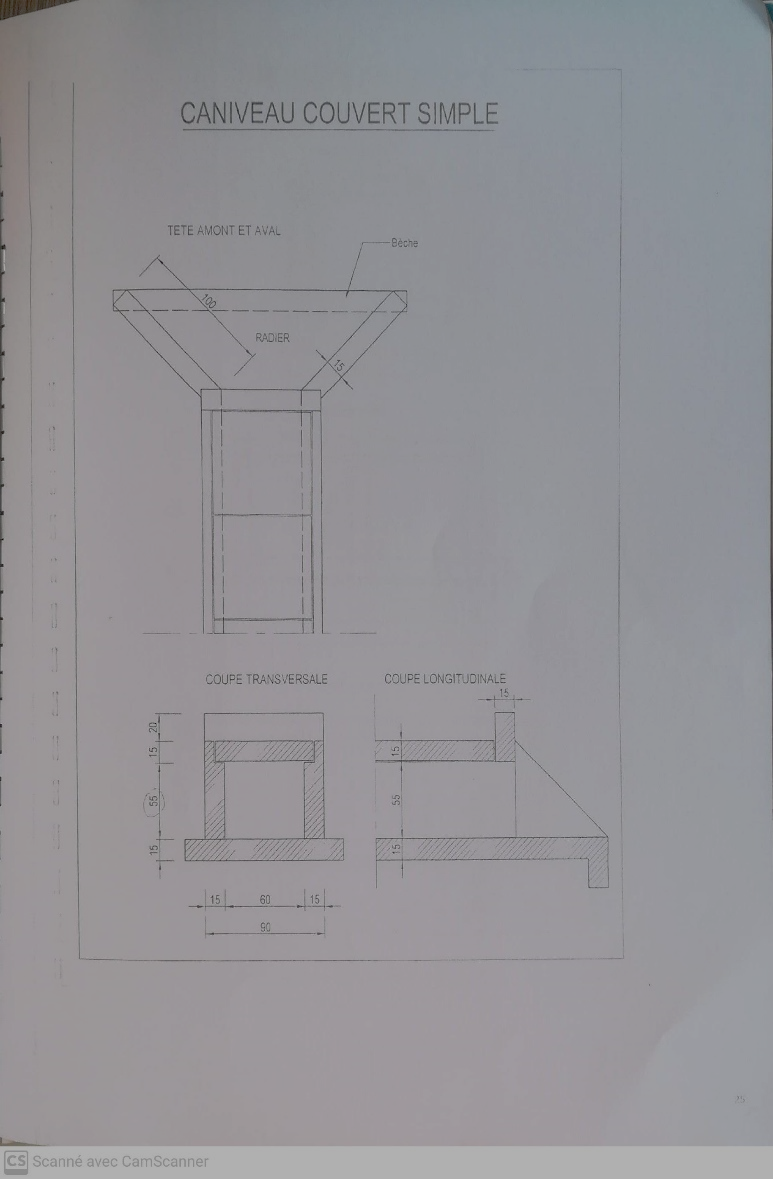 CANIVEAU COUVERT SIMPLE
TETE AMONT ET AVAL
Bêche
100
RADIER
15
COUPE TRANSVERSALE
COUPE LONGITUDINALE
15
20
15
15
55
55
15
15
15
60
15
90
CS Scanné avec CamScanner